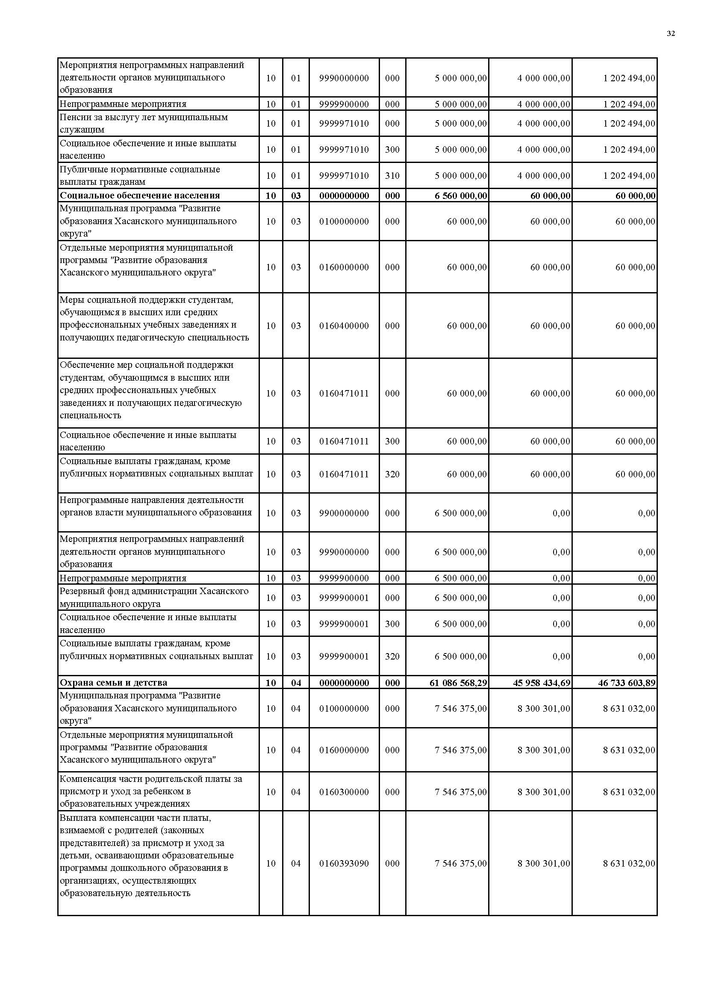 32
Мероприятия непрограммных направлений
деятельности органов муниципального
образования
10 01 9990000000 000 5 000 000,00 4 000 000,00 1 202 494,00
Непрограммные мероприятия 10 01 9999900000 000 5 000 000,00 4 000 000,00 1 202 494,00
Пенсии за выслугу лет муниципальным
служащим
10 01 9999971010 000 5 000 000,00 4 000 000,00 1 202 494,00
Социальное обеспечение и иные выплаты
населению
10 01 9999971010 300 5 000 000,00 4 000 000,00 1 202 494,00
Публичные нормативные социальные
выплаты гражданам
10 01 9999971010 310 5 000 000,00 4 000 000,00 1 202 494,00
Социальное обеспечение населения 10 03 0000000000 000 6 560 000,00 60 000,00 60 000,00
Муниципальная программа "Развитие
образования Хасанского муниципального
округа"
10 03 0100000000 000 60 000,00 60 000,00 60 000,00
Отдельные мероприятия муниципальной
программы "Развитие образования
Хасанского муниципального округа"
10 03 0160000000 000 60 000,00 60 000,00 60 000,00
Меры социальной поддержки студентам,
обучающимся в высших или средних
профессиональных учебных заведениях и
получающих педагогическую специальность
10 03 0160400000 000 60 000,00 60 000,00 60 000,00
Обеспечение мер социальной поддержки
студентам, обучающимся в высших или
средних профессиональных учебных
заведениях и получающих педагогическую
специальность
10 03 0160471011 000 60 000,00 60 000,00 60 000,00
Социальное обеспечение и иные выплаты
населению
10 03 0160471011 300 60 000,00 60 000,00 60 000,00
Социальные выплаты гражданам, кроме
публичных нормативных социальных выплат
10 03 0160471011 320 60 000,00 60 000,00 60 000,00
Непрограммные направления деятельности
органов власти муниципального образования
10 03 9900000000 000 6 500 000,00 0,00 0,00
Мероприятия непрограммных направлений
деятельности органов муниципального
образования
10 03 9990000000 000 6 500 000,00 0,00 0,00
Непрограммные мероприятия 10 03 9999900000 000 6 500 000,00 0,00 0,00
Резервный фонд администрации Хасанского
муниципального округа
10 03 9999900001 000 6 500 000,00 0,00 0,00
Социальное обеспечение и иные выплаты
населению
10 03 9999900001 300 6 500 000,00 0,00 0,00
Социальные выплаты гражданам, кроме
публичных нормативных социальных выплат
10 03 9999900001 320 6 500 000,00 0,00 0,00
Охрана семьи и детства 10 04 0000000000 000 61 086 568,29 45 958 434,69 46 733 603,89
Муниципальная программа "Развитие
образования Хасанского муниципального
округа"
10 04 0100000000 000 7 546 375,00 8 300 301,00 8 631 032,00
Отдельные мероприятия муниципальной
программы "Развитие образования
Хасанского муниципального округа"
10 04 0160000000 000 7 546 375,00 8 300 301,00 8 631 032,00
Компенсация части родительской платы за
присмотр и уход за ребенком в
образовательных учреждениях
10 04 0160300000 000 7 546 375,00 8 300 301,00 8 631 032,00
Выплата компенсации части платы,
взимаемой с родителей (законных
представителей) за присмотр и уход за
детьми, осваивающими образовательные
программы дошкольного образования в
организациях, осуществляющих
образовательную деятельность
10 04 0160393090 000 7 546 375,00 8 300 301,00 8 631 032,00